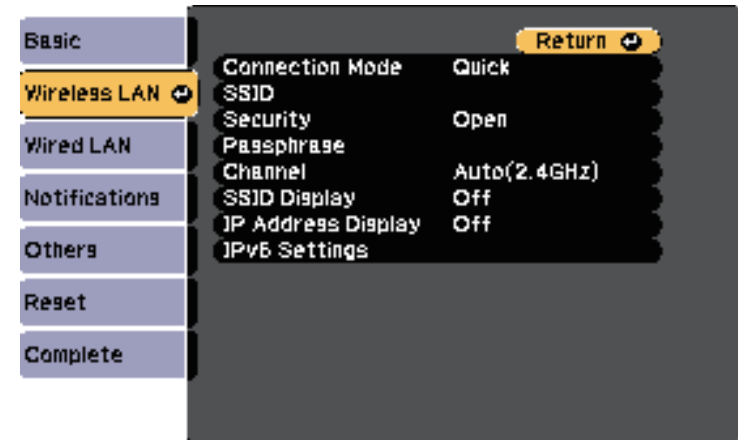 Basic
Wireless LAN
Wired LAN
Notifications
Others
Reset
Complete
Return
Connection Mode Quick
SSID
Security Open
Passphrase
Channel Auto(2.4GHz)
SSID Display Off
IP Address Display Off
IPv6 Settings